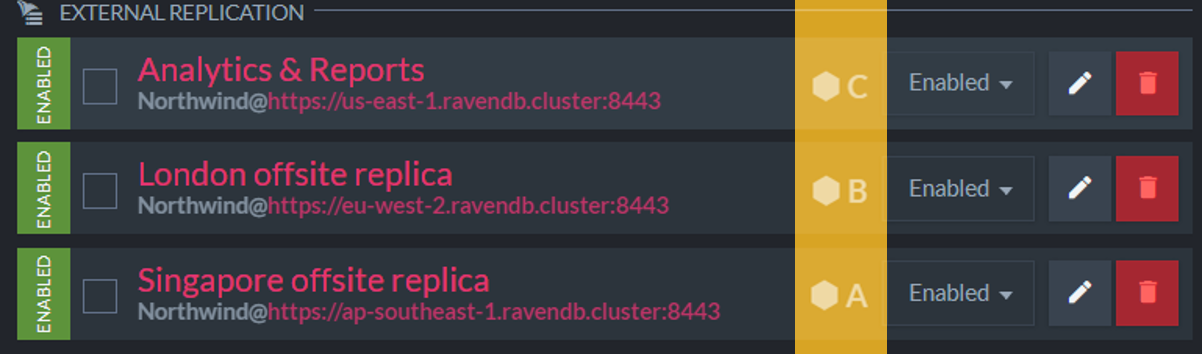 EXTERNAL REPLICATION
ENABLED
Analytics & Reports
Northwind@https://us-east-1.ravendb.cluster:8443
C
Enabled
ENABLED
London offsite replica
Northwind@https://eu-west-2.ravendb.cluster:8443
B
Enabled
ENABLED
Singapore offsite replica
Northwind@https://ap-southeast-1.ravendb.cluster:8443
A
Enabled